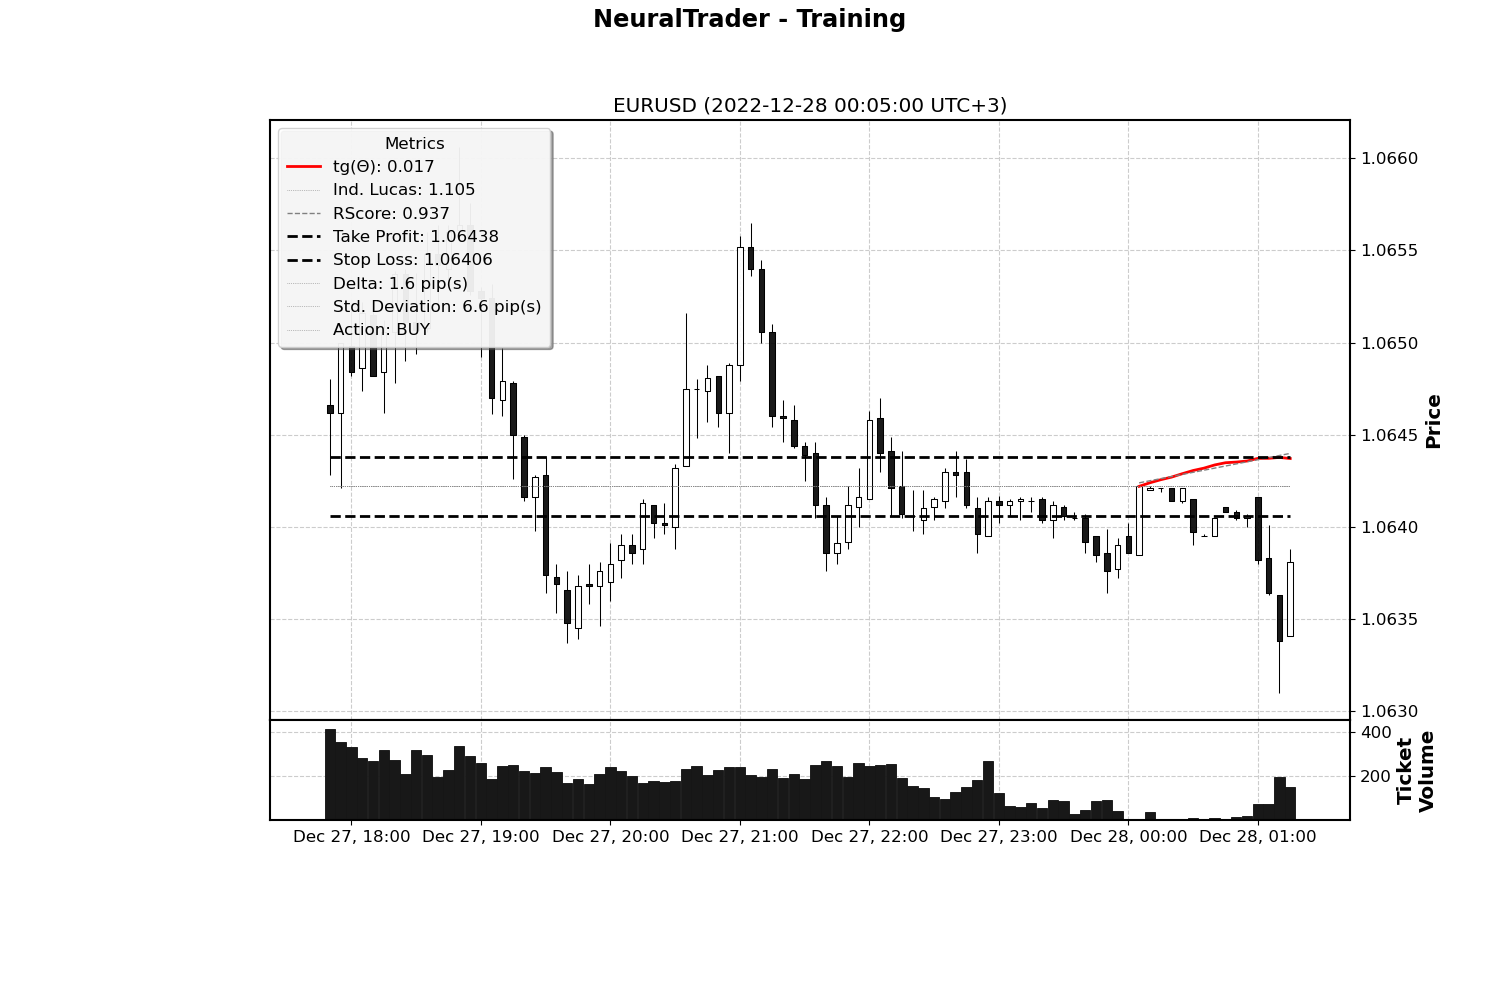 NeuralTrader - Training
EURUSD (2022-12-28 00:05:00 UTC+3)
Metrics
tg(Θ): 0.017
Ind. Lucas: 1.105
RScore: 0.937
Take Profit: 1.06438
Stop Loss: 1.06406
Delta: 1.6 pip(s)
Std. Deviation: 6.6 pip(s)
Action: BUY
1.0660
1.0655
1.0650
1.0645
1.0640
1.0635
1.0630
Price
400
200
Ticket
Volume
Dec 27, 18:00 Dec 27, 19:00 Dec 27, 20:00 Dec 27, 21:00 Dec 27, 22:00 Dec 27, 23:00 Dec 28, 00:00 Dec 28, 01:00